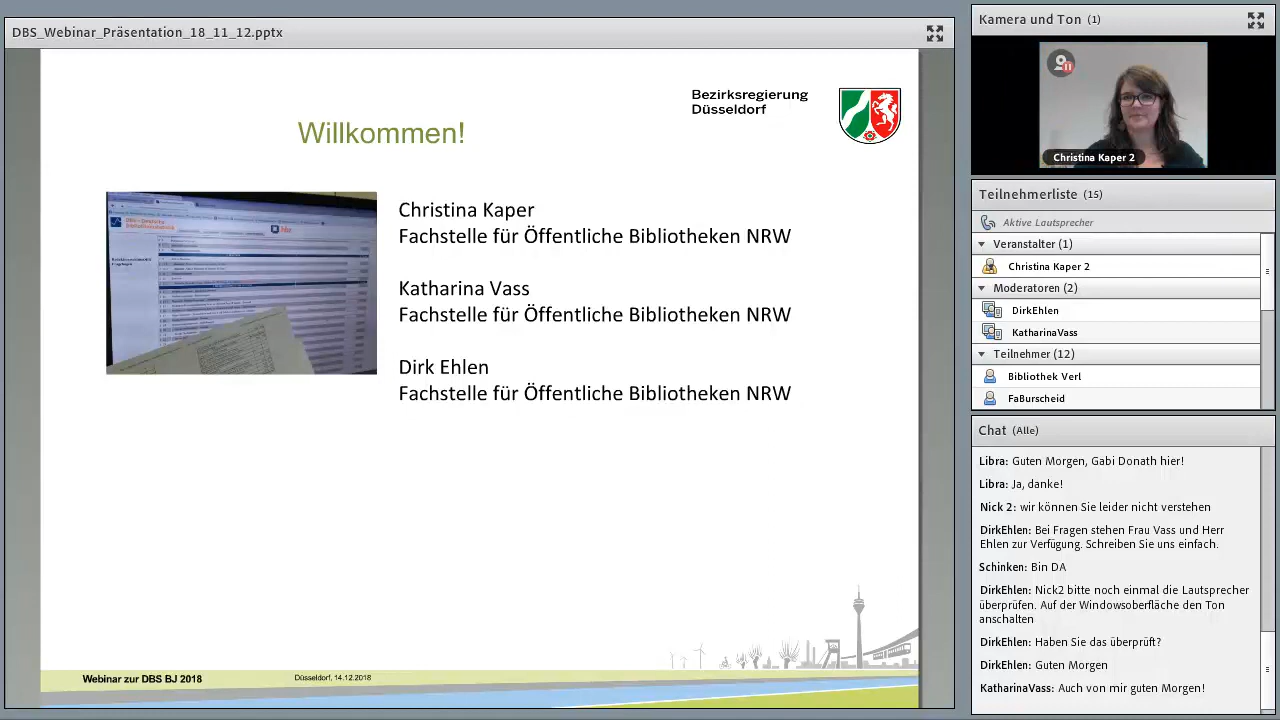 DBS_Webinar_Präsentation_18_11_12.pptx
Bezirksregierung
Düsseldorf
Willkommen!
Christina Kaper
Fachstelle für Öffentliche Bibliotheken NRW
Katharina Vass
Fachstelle für Öffentliche Bibliotheken NRW
Dirk Ehlen
Fachstelle für Öffentliche Bibliotheken NRW
Webinar zur DBS BJ 2018
Düsseldorf, 14.12.2018
Kamera und Ton (1)
Christina Kaper 2
Teilnehmerliste (15)
Aktive Lautsprecher
Veranstalter (1)
Christina Kaper 2
Moderatoren (2)
DirkEhlen
KatharinaVass
Teilnehmer (12)
Bibliothek Verl
FaBurscheid
Chat (Alle)
Libra: Guten Morgen, Gabi Donath hier!
Libra: Ja, danke!
Nick 2: wir können Sie leider nicht verstehen
DirkEhlen: Bei Fragen stehen Frau Vass und Herr
Ehlen zur Verfügung. Schreiben Sie uns einfach.
Schinken: Bin DA
DirkEhlen: Nick2 bitte noch einmal die Lautsprecher
überprüfen. Auf der Windowsoberfläche den Ton
anschalten
DirkEhlen: Haben Sie das überprüft?
DirkEhlen: Guten Morgen
KatharinaVass: Auch von mir guten Morgen!